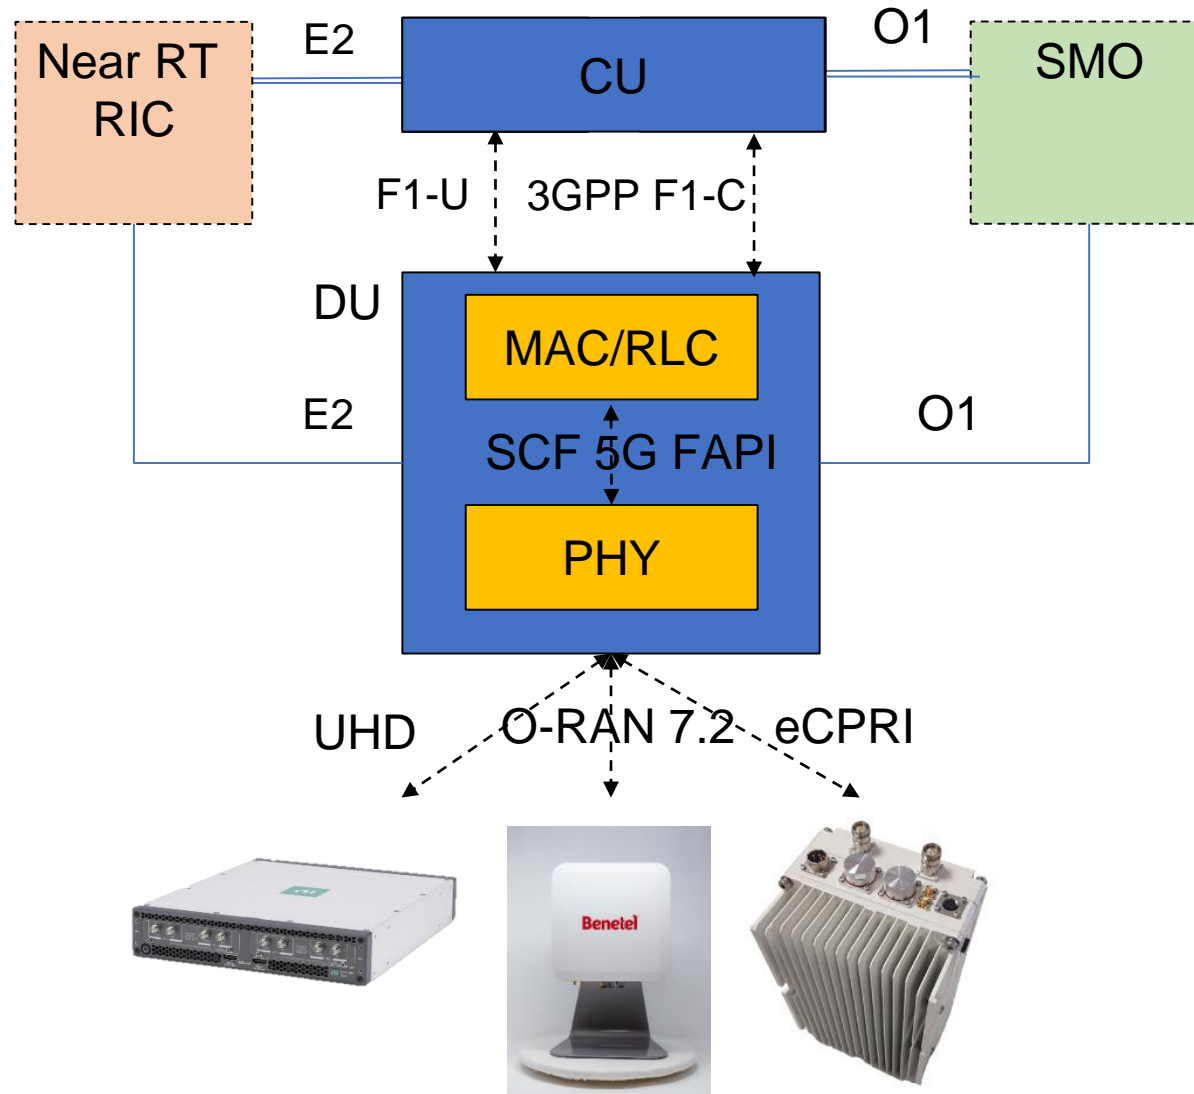 E2
O1
Near RT
RIC
CU
SMO
F1-U
3GPP F1-C
DU
MAC/RLC
E2
O1
SCF 5G FAPI
PHY
UHD
O-RAN 7.2
eCPRI
Benetel